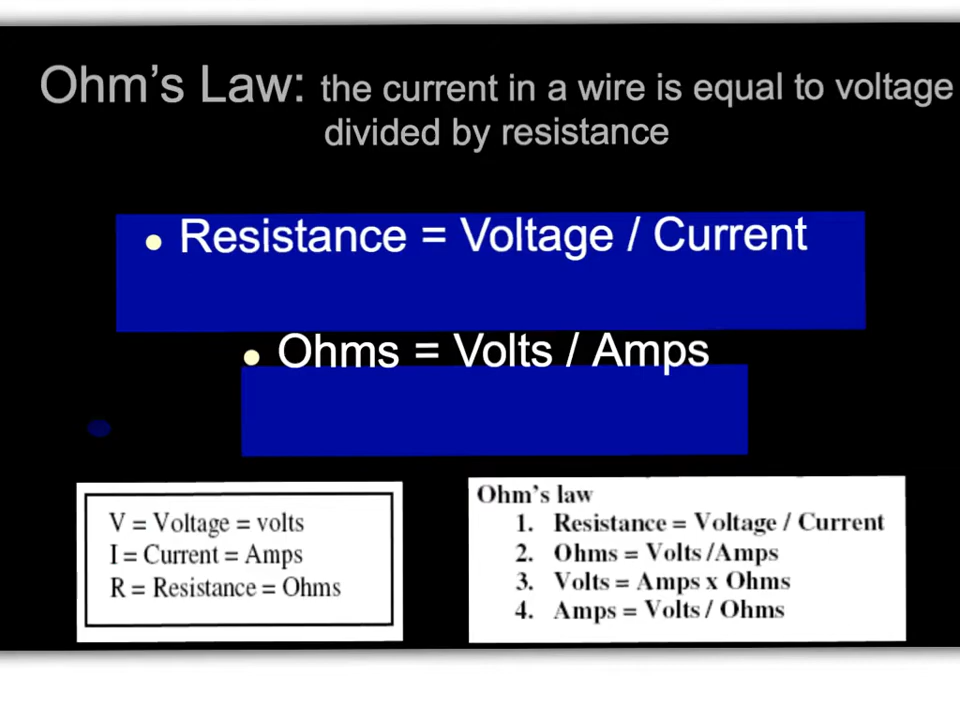 Ohm's Law: the current in a wire is equal to voltage
divided by resistance
• Resistance = Voltage / Current
• Ohms = Volts / Amps
V = Voltage = volts
I = Current = Amps
R = Resistance = Ohms
Ohm's law
1. Resistance = Voltage / Current
2. Ohms = Volts /Amps
3. Volts = Amps x Ohms
4. Amps = Volts / Ohms